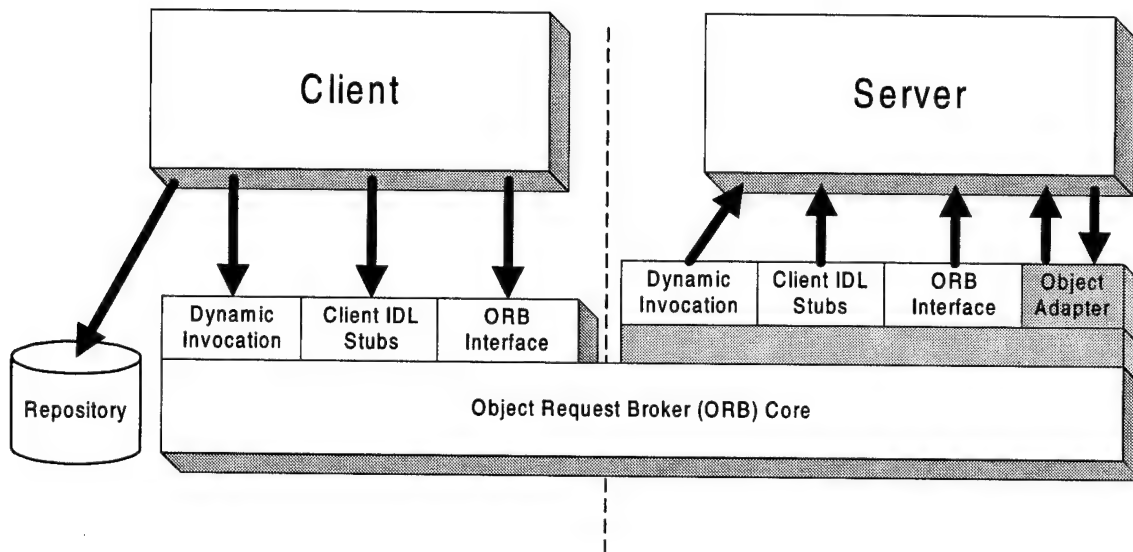 Client
Server
Dynamic
Invocation
Client IDL
Stubs
ORB
Interface
Dynamic
Invocation
Client IDL
Stubs
ORB
Interface
Object
Adapter
Repository
Object Request Broker (ORB) Core